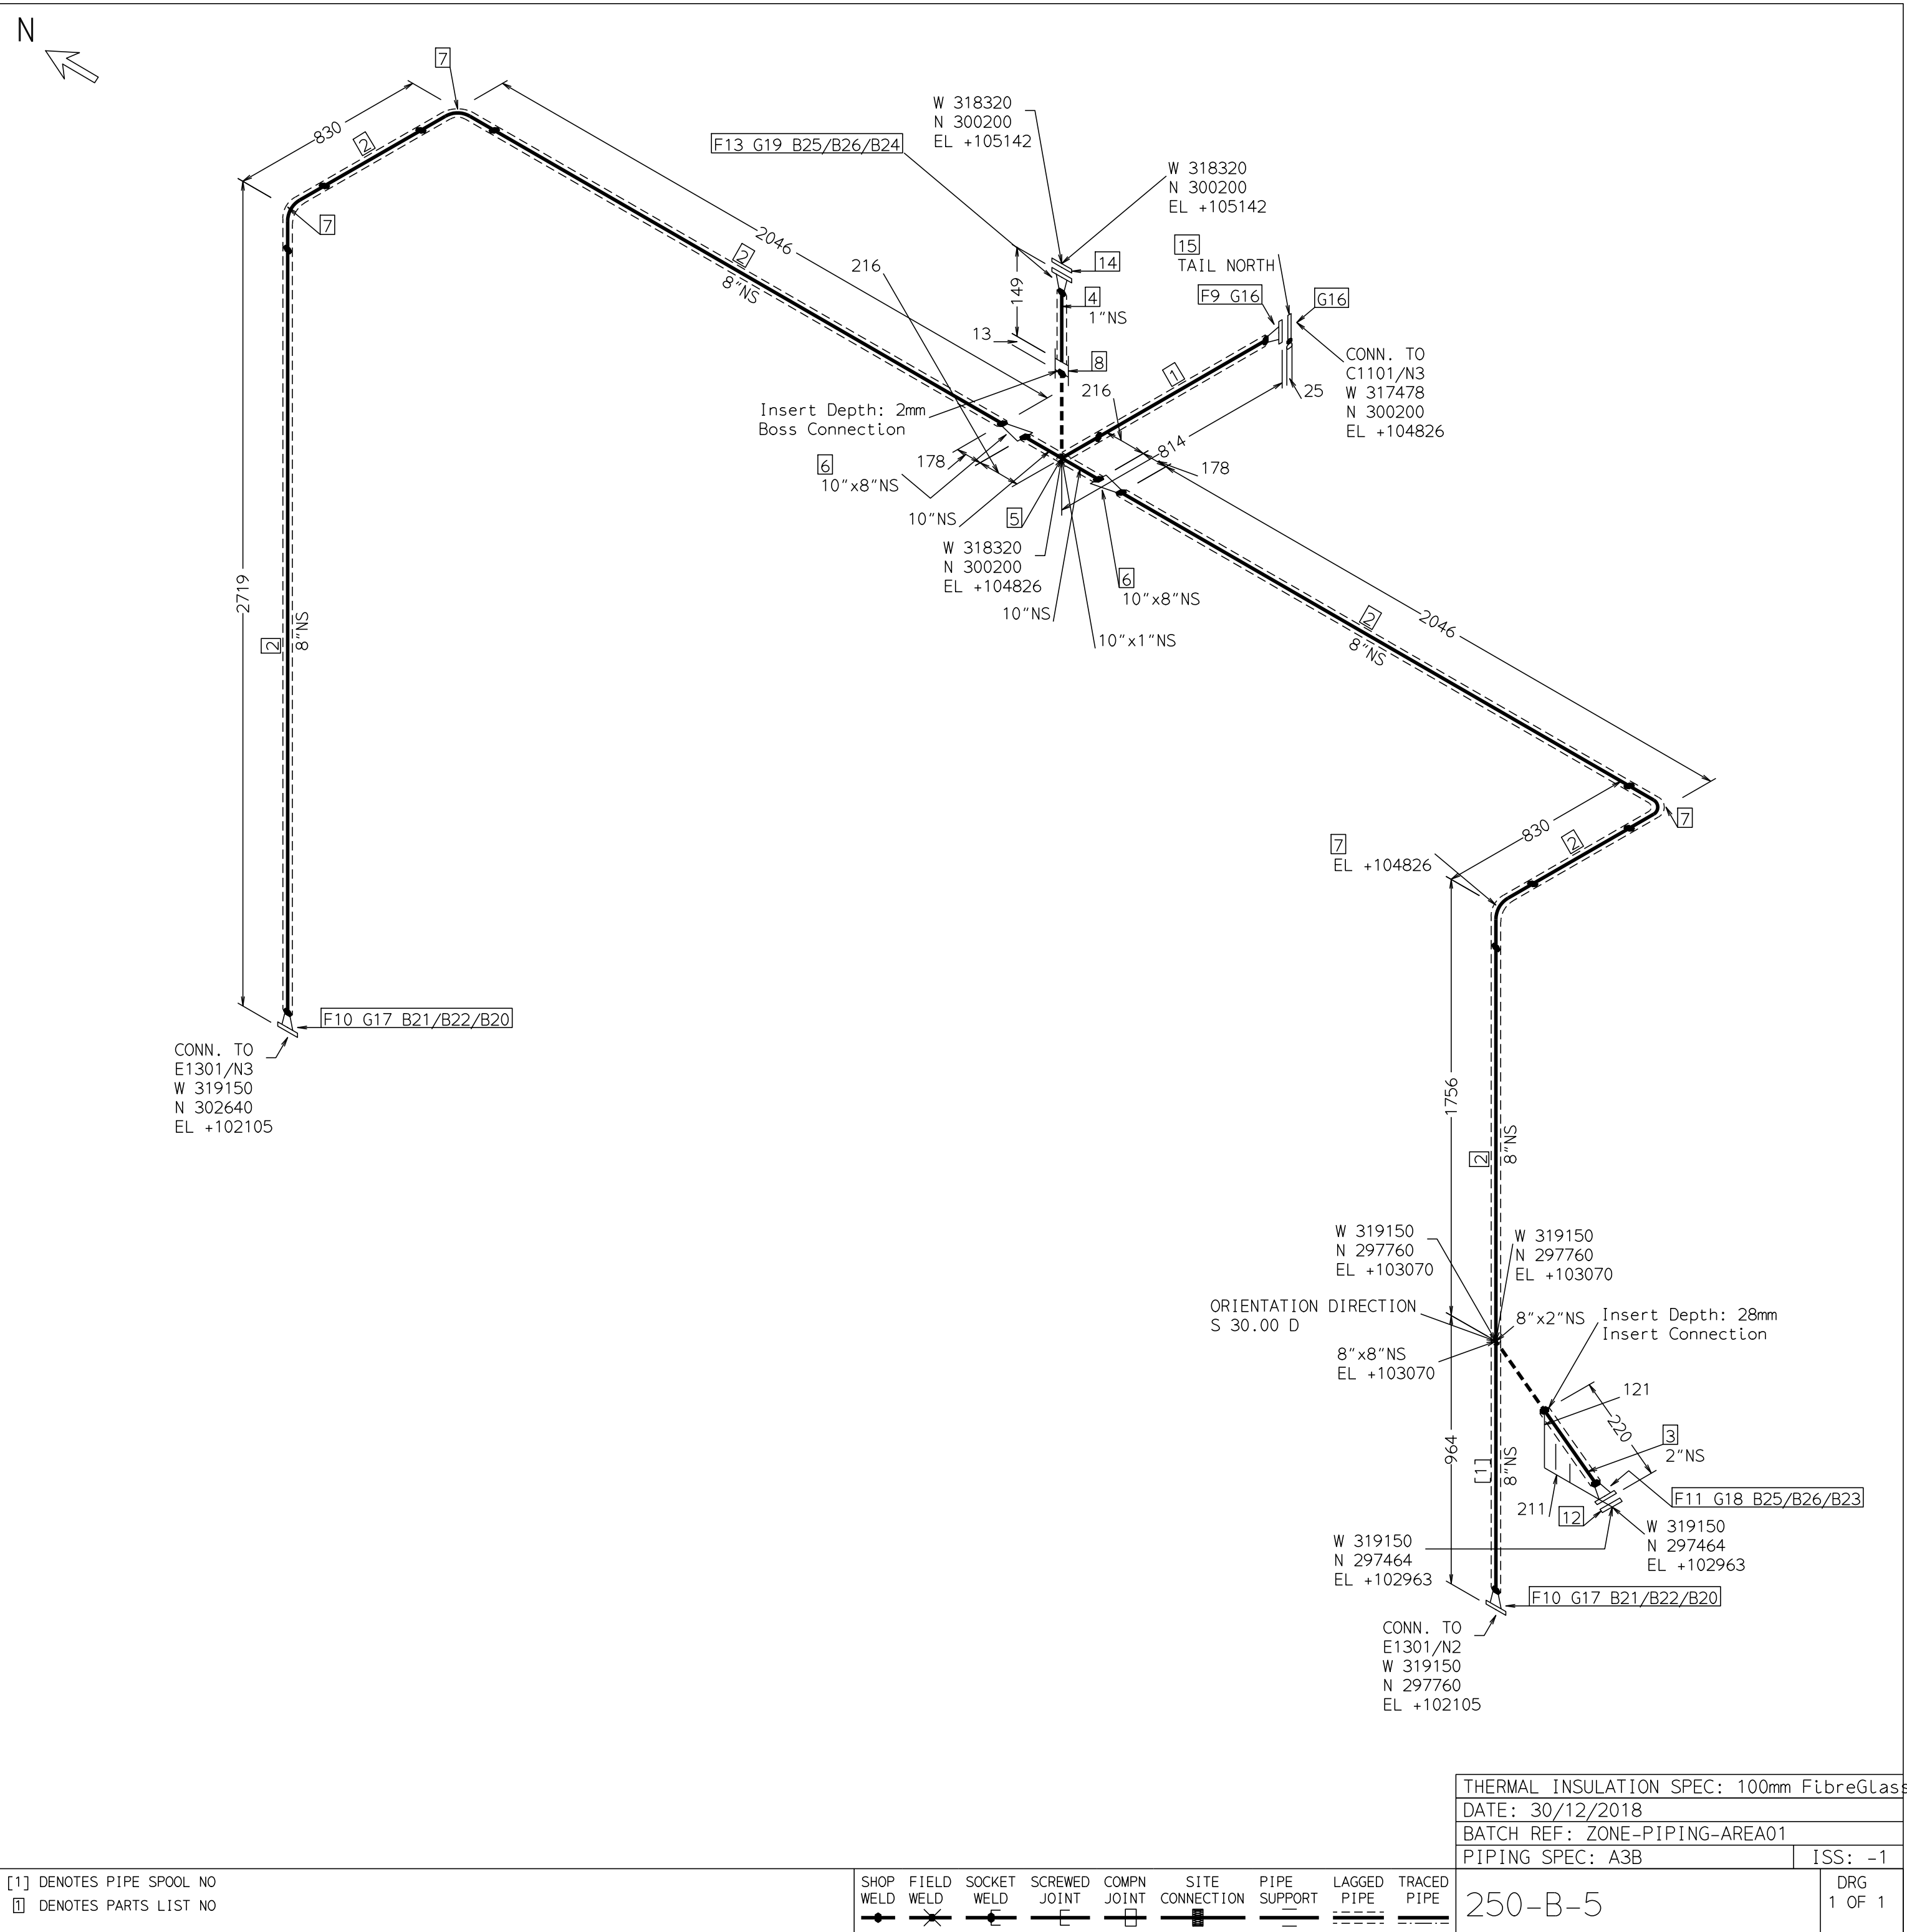 N
7
830
2
7
2719
2
8"NS
2046
2
8"NS
F13 G19 B25/B26/B24
W 318320
N 300200
EL +105142
W 318320
N 300200
EL +105142
14
149
13
4
1"NS
8
216
15
TAIL NORTH
F9 G16
G16
CONN. TO
C1101/N3
W 317478
N 300200
EL +104826
25
1
216
814
178
Insert Depth: 2mm
Boss Connection
6
10"x8"NS
178
10"NS
5
W 318320
N 300200
EL +104826
10"NS
6
10"x8"NS
10"x1"NS
2046
2
8"NS
7
830
2
7
EL +104826
F10 G17 B21/B22/B20
CONN. TO
E1301/N3
W 319150
N 302640
EL +102105
1756
2
8"NS
W 319150
N 297760
EL +103070
W 319150
N 297760
EL +103070
ORIENTATION DIRECTION
S 30.00 D
8"x2"NS
Insert Depth: 28mm
Insert Connection
8"x8"NS
EL +103070
121
220
3
2"NS
964
[1]
8"NS
211
12
F11 G18 B25/B26/B23
W 319150
N 297464
EL +102963
W 319150
N 297464
EL +102963
F10 G17 B21/B22/B20
CONN. TO
E1301/N2
W 319150
N 297760
EL +102105
THERMAL INSULATION SPEC: 100mm FibreGlass
DATE: 30/12/2018
BATCH REF: ZONE-PIPING-AREA01
PIPING SPEC: A3B
ISS: -1
250-B-5
DRG
1 OF 1
[1] DENOTES PIPE SPOOL NO
1 DENOTES PARTS LIST NO
SHOP WELD
FIELD WELD
SOCKET WELD
SCREWED JOINT
COMPN JOINT
SITE CONNECTION
PIPE SUPPORT
LAGGED PIPE
TRACED PIPE